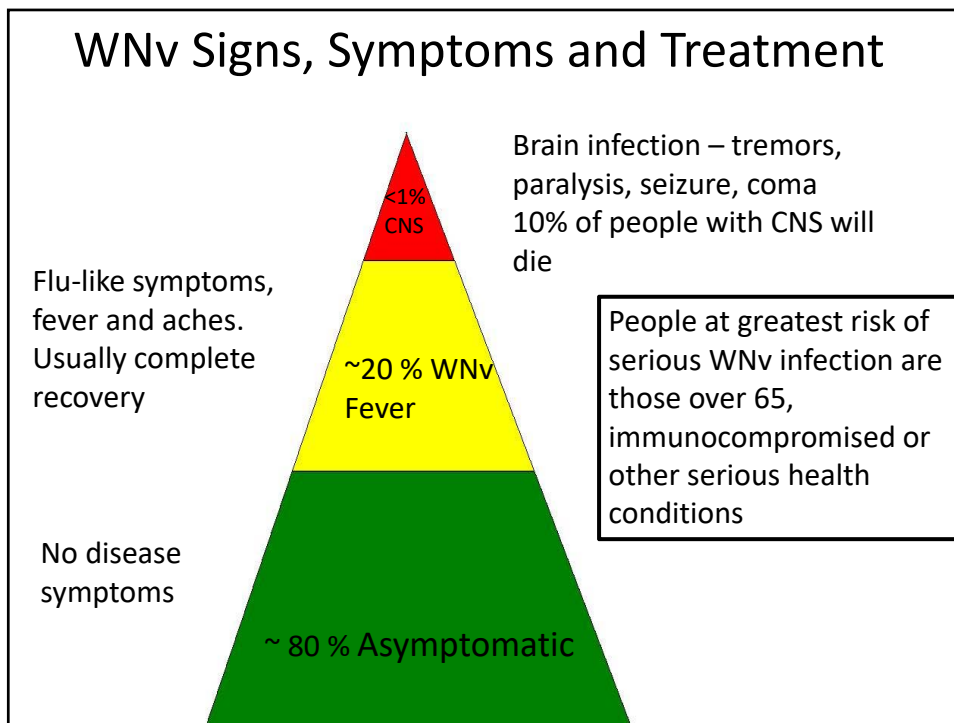 WNv Signs, Symptoms and Treatment
Brain infection – tremors,
paralysis, seizure, coma
10% of people with CNS will
die
<1%
CNS
Flu-like symptoms,
fever and aches.
Usually complete
recovery
~20 % WNv
Fever
People at greatest risk of
serious WNv infection are
those over 65,
immunocompromised or
other serious health
conditions
No disease
symptoms
~ 80 % Asymptomatic